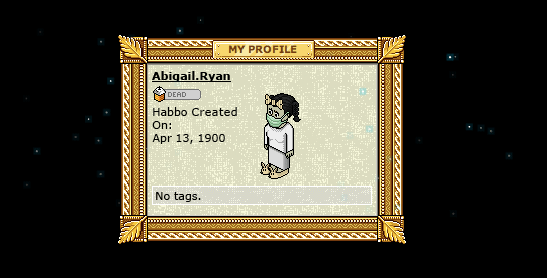 MY PROFILE
Abigail.Ryan
DEAD
Habbo Created
On:
Apr 13, 1900
No tags.